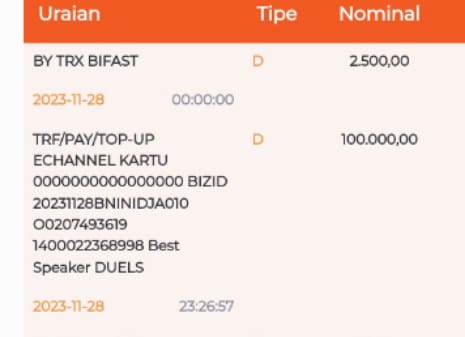 Uraian Tipe Nominal
BY TRX BIFAST D 2.500,00
2023-11-28 00:00:00
TRF/PAY/TOP-UP D 100.000,00
ECHANNEL KARTU
0000000000000000 BIZID
20231128BNINIDJA010
O0207493619
1400022368998 Best
Speaker DUELS
2023-11-28 23:26:57